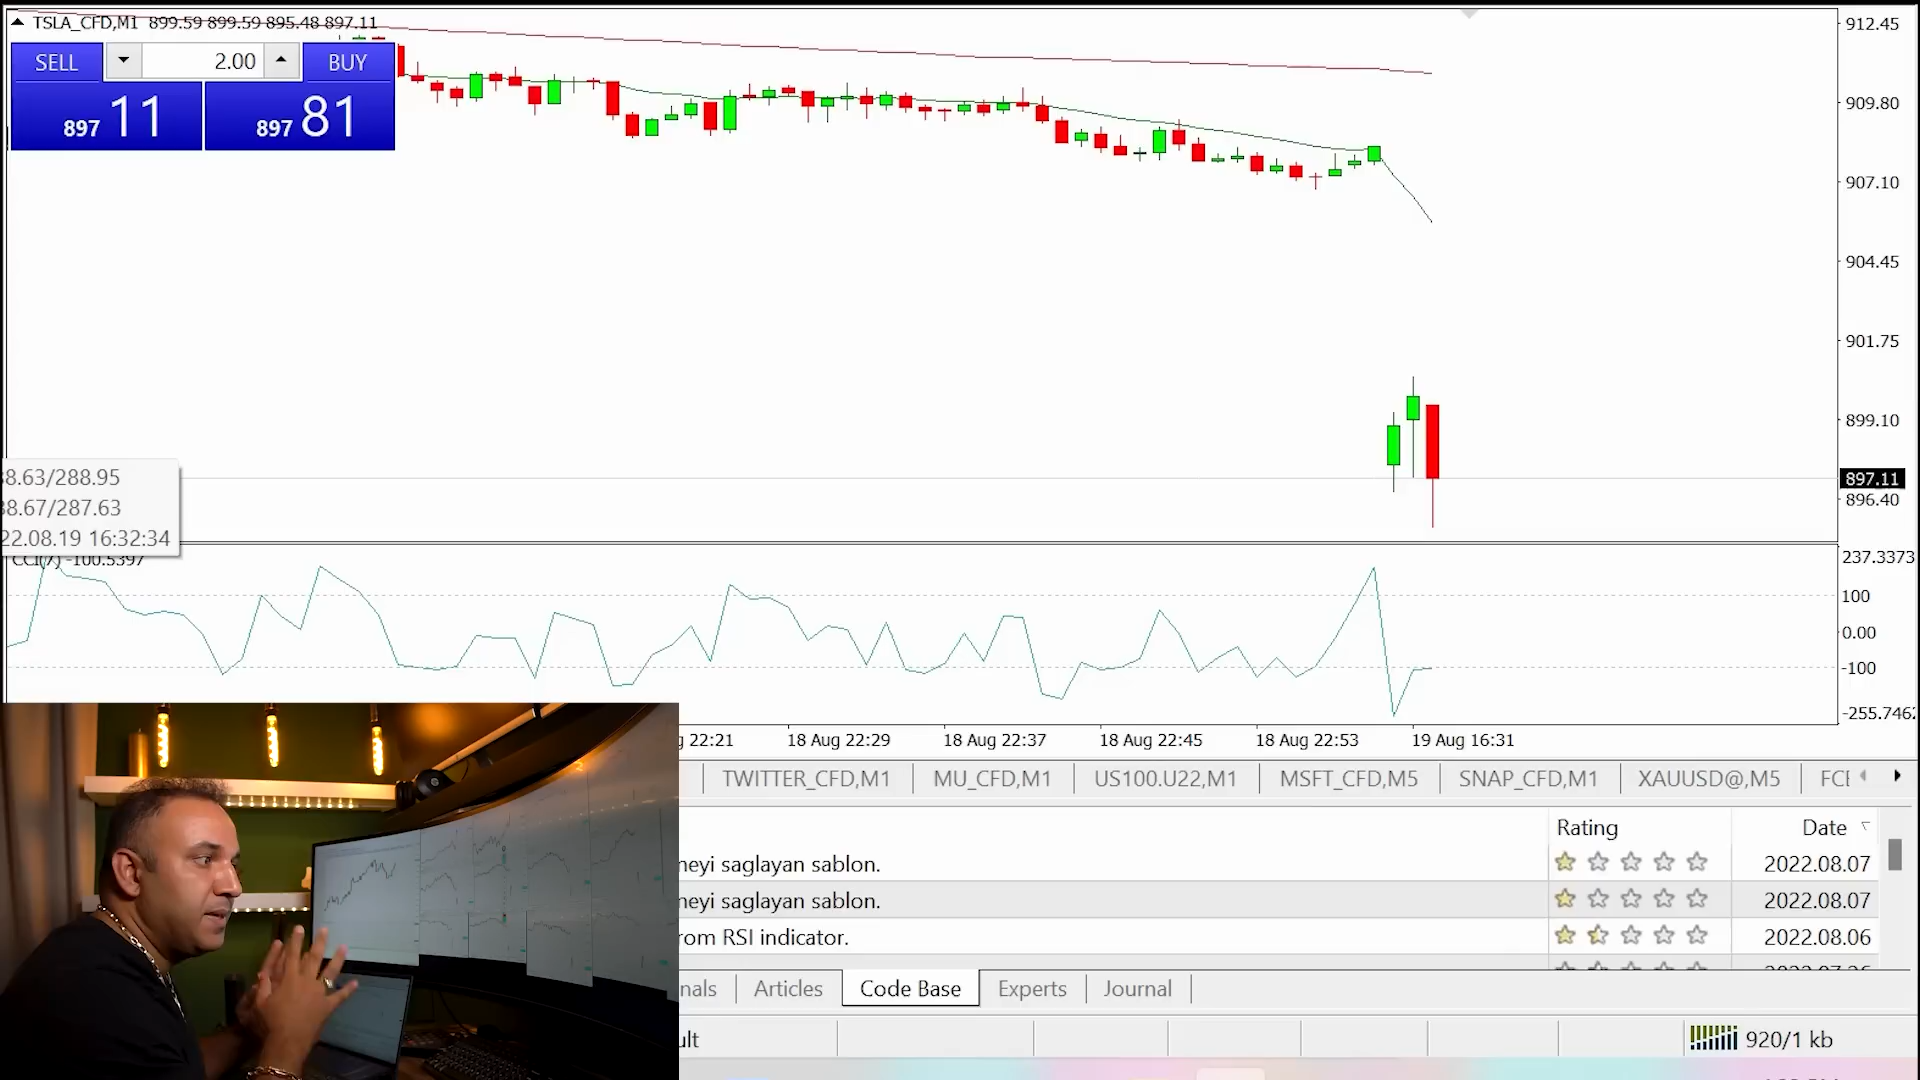 TSLA_CFD,M1 899.59 899.59 895.48 897.11
SELL 2.00 BUY
897 11 897 81
912.45
909.80
907.10
904.45
901.75
899.10
897.11
896.40
8.63/288.95
8.67/287.63
22.08.19 16:32:34
CCI(7) -100.5397
237.3373
100
0.00
-100
-255.746
22:21 18 Aug 22:29 18 Aug 22:37 18 Aug 22:45 18 Aug 22:53 19 Aug 16:31
TWITTER_CFD,M1 MU_CFD,M1 US100.U22,M1 MSFT_CFD,M5 SNAP_CFD,M1 XAUUSD@,M5
Rating Date
neyi saglayan sablon. 2022.08.07
neyi saglayan sablon. 2022.08.07
rom RSI indicator. 2022.08.06
nals Articles Code Base Experts Journal
ult 920/1 kb